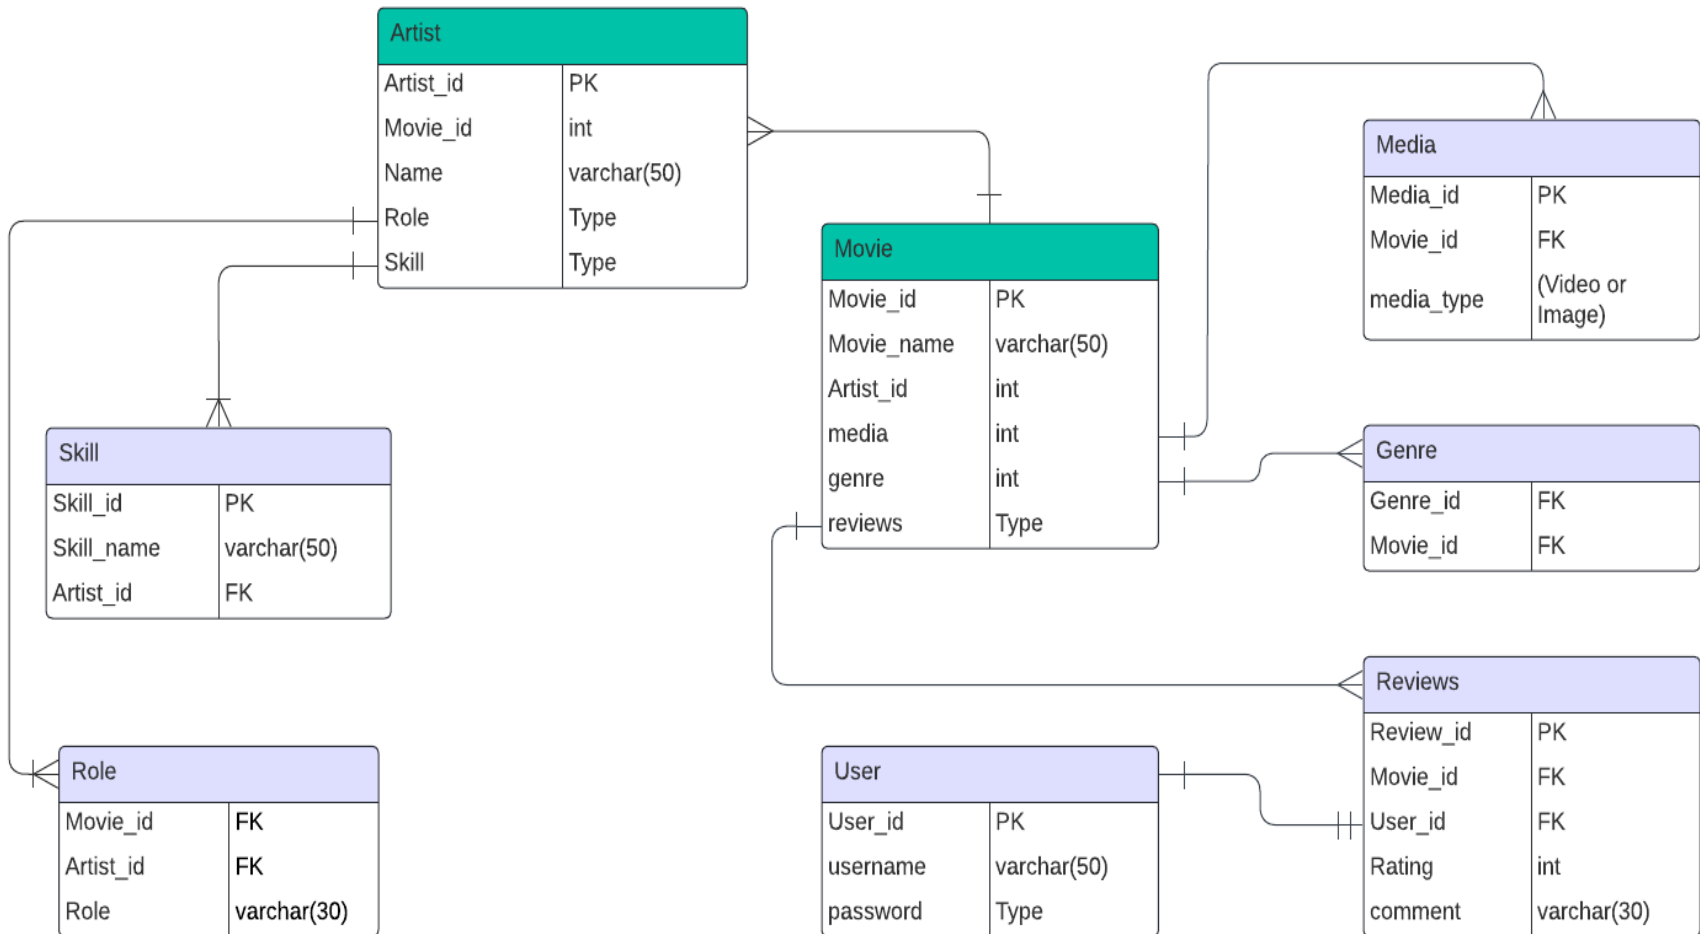 Artist
Artist_id PK
Movie_id int
Name varchar(50)
Role Type
Skill Type
Media
Media_id PK
Movie_id FK
media_type (Video or
Image)
Movie
Movie_id PK
Movie_name varchar(50)
Artist_id int
media int
genre int
reviews Type
Skill
Skill_id PK
Skill_name varchar(50)
Artist_id FK
Genre
Genre_id FK
Movie_id FK
Reviews
Review_id PK
Movie_id FK
User_id FK
Rating int
comment varchar(30)
Role
Movie_id FK
Artist_id FK
Role varchar(30)
User
User_id PK
username varchar(50)
password Type